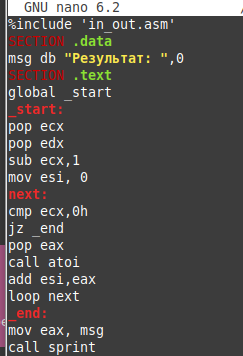 GNU nano 6.2
%include 'in_out.asm'
SECTION .data
msg db "Результат: ",0
SECTION .text
global _start
_start:
pop ecx
pop edx
sub ecx,1
mov esi, 0
next:
cmp ecx,0h
jz _end
pop eax
call atoi
add esi,eax
loop next
_end:
mov eax, msg
call sprint